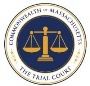 COMMONWEALTH OF MASSACHUSETTS
THE TRIAL COURT